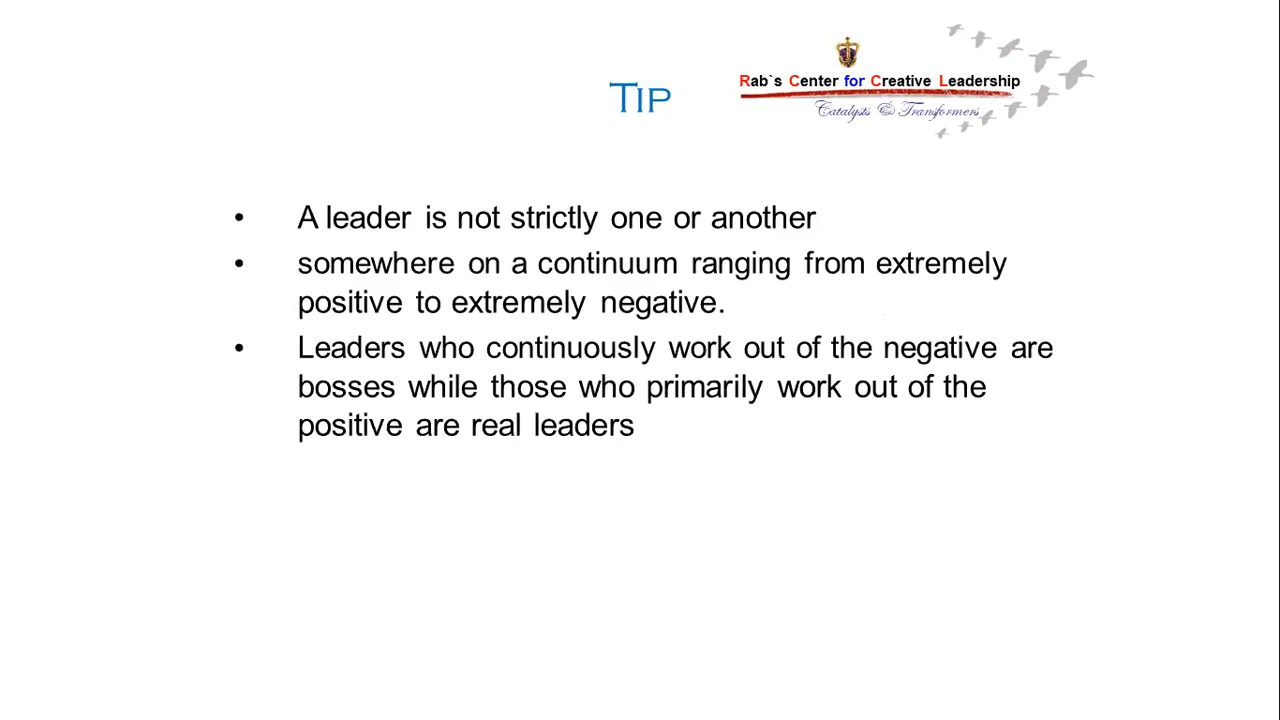 Tip
Rab`s Center for Creative Leadership
Catalysts & Transformers
• A leader is not strictly one or another
• somewhere on a continuum ranging from extremely
positive to extremely negative.
• Leaders who continuously work out of the negative are
bosses while those who primarily work out of the
positive are real leaders